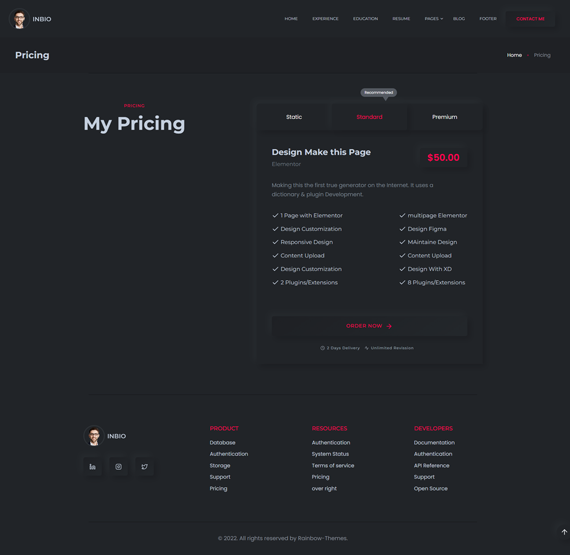 INBIO
HOME EXPERIENCE EDUCATION RESUME PAGES BLOG FOOTER CONTACT ME
Pricing
Home - Pricing
PRICING
My Pricing
Recommended
Static Standard Premium
Design Make this Page
Elementor
$50.00
Making this the first true generator on the Internet. It uses a
dictionary & plugin Development.
1 Page with Elementor
Design Customization
Responsive Design
Content Upload
Design Customization
2 Plugins/Extensions
multipage Elementor
Design Figma
MAintaine Design
Content Upload
Design With XD
8 Plugins/Extensions
ORDER NOW
2 Days Delivery Unlimited Revission
INBIO
PRODUCT
Database
Authentication
Storage
Support
Pricing
RESOURCES
Authentication
System Status
Terms of service
Pricing
over right
DEVELOPERS
Documentation
Authentication
API Reference
Support
Open Source
© 2022. All rights reserved by Rainbow-Themes.